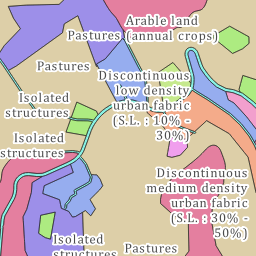 Arable land
(annual crops)
Pastures
Pastures
Discontinuous
low density
urban fabric
(S.L. : 10% -
30%)
Isolated
structures
Isolated
structures
Discontinuous
medium density
urban fabric
(S.L. : 30% -
50%)
Isolated
structures
Pastures